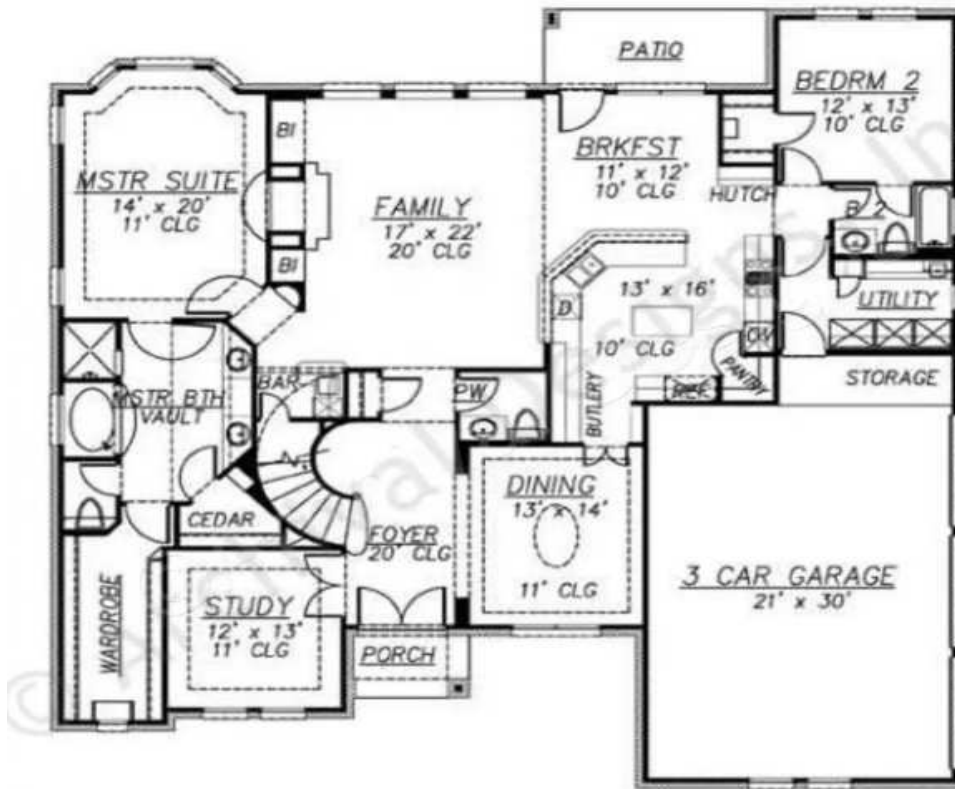 PATIO
BEDRM 2
12' x 13'
10' CLG
BI
BRKFST
11' x 12'
10' CLG
HUTCH
MSTR SUITE
14' x 20'
11' CLG
FAMILY
17' x 22'
20' CLG
B 2
BI
D
13' x 16'
10' CLG
UTILITY
OW
PANTRY
STORAGE
BAR
PW
REF.
MSTR BTH
VAULT
BUTLERY
DINING
13' x 14'
11' CLG
CEDAR
FOYER
20' CLG
3 CAR GARAGE
21' x 30'
WARDROBE
STUDY
12' x 13'
11' CLG
PORCH